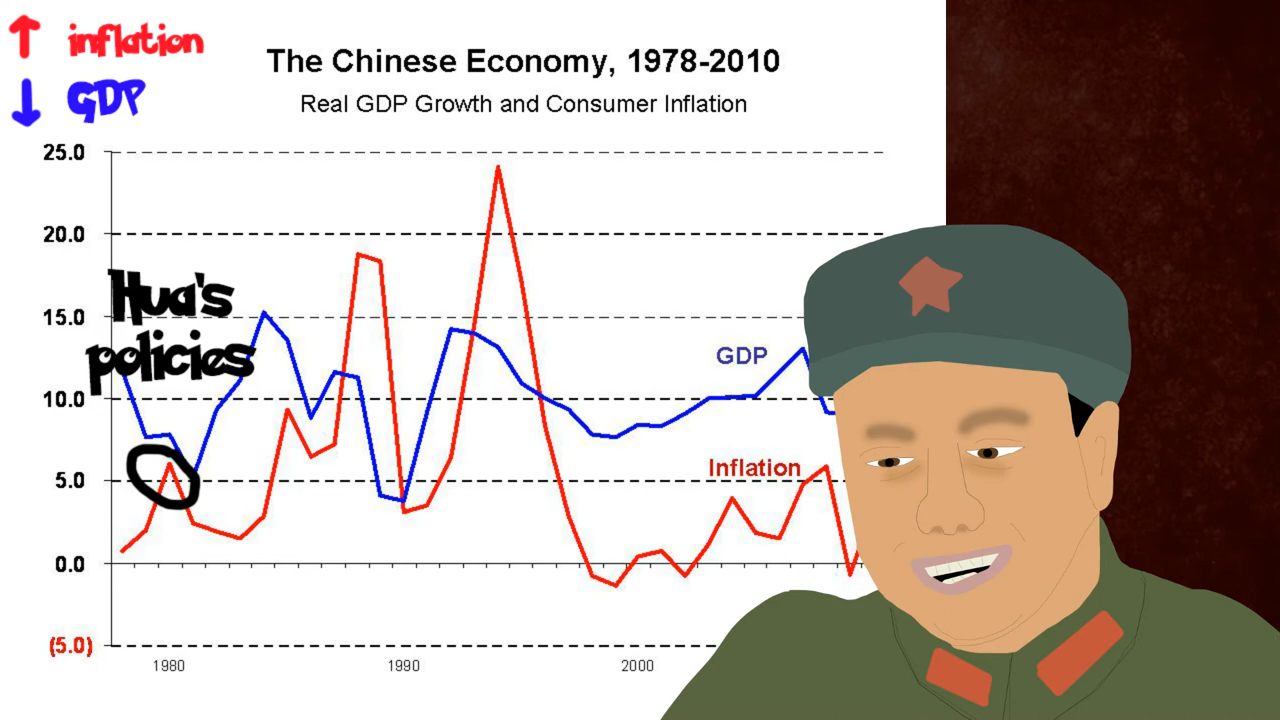 inflation
GDP
The Chinese Economy, 1978-2010
Real GDP Growth and Consumer Inflation
25.0
20.0
Hua's
policies
15.0
GDP
10.0
Inflation
5.0
0.0
(5.0)
1980 1990 2000